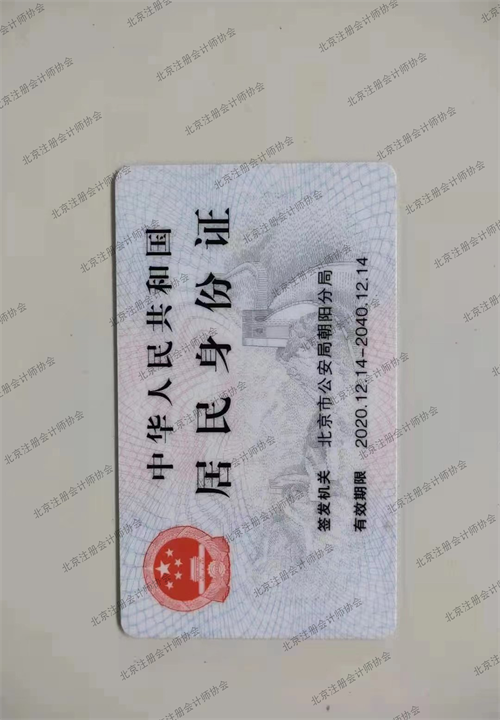 中华人民共和国
居民身份证
签发机关 北京市公安局朝阳分局
有效期限 2020.12.14-2040.12.14
北京注册会计师协会